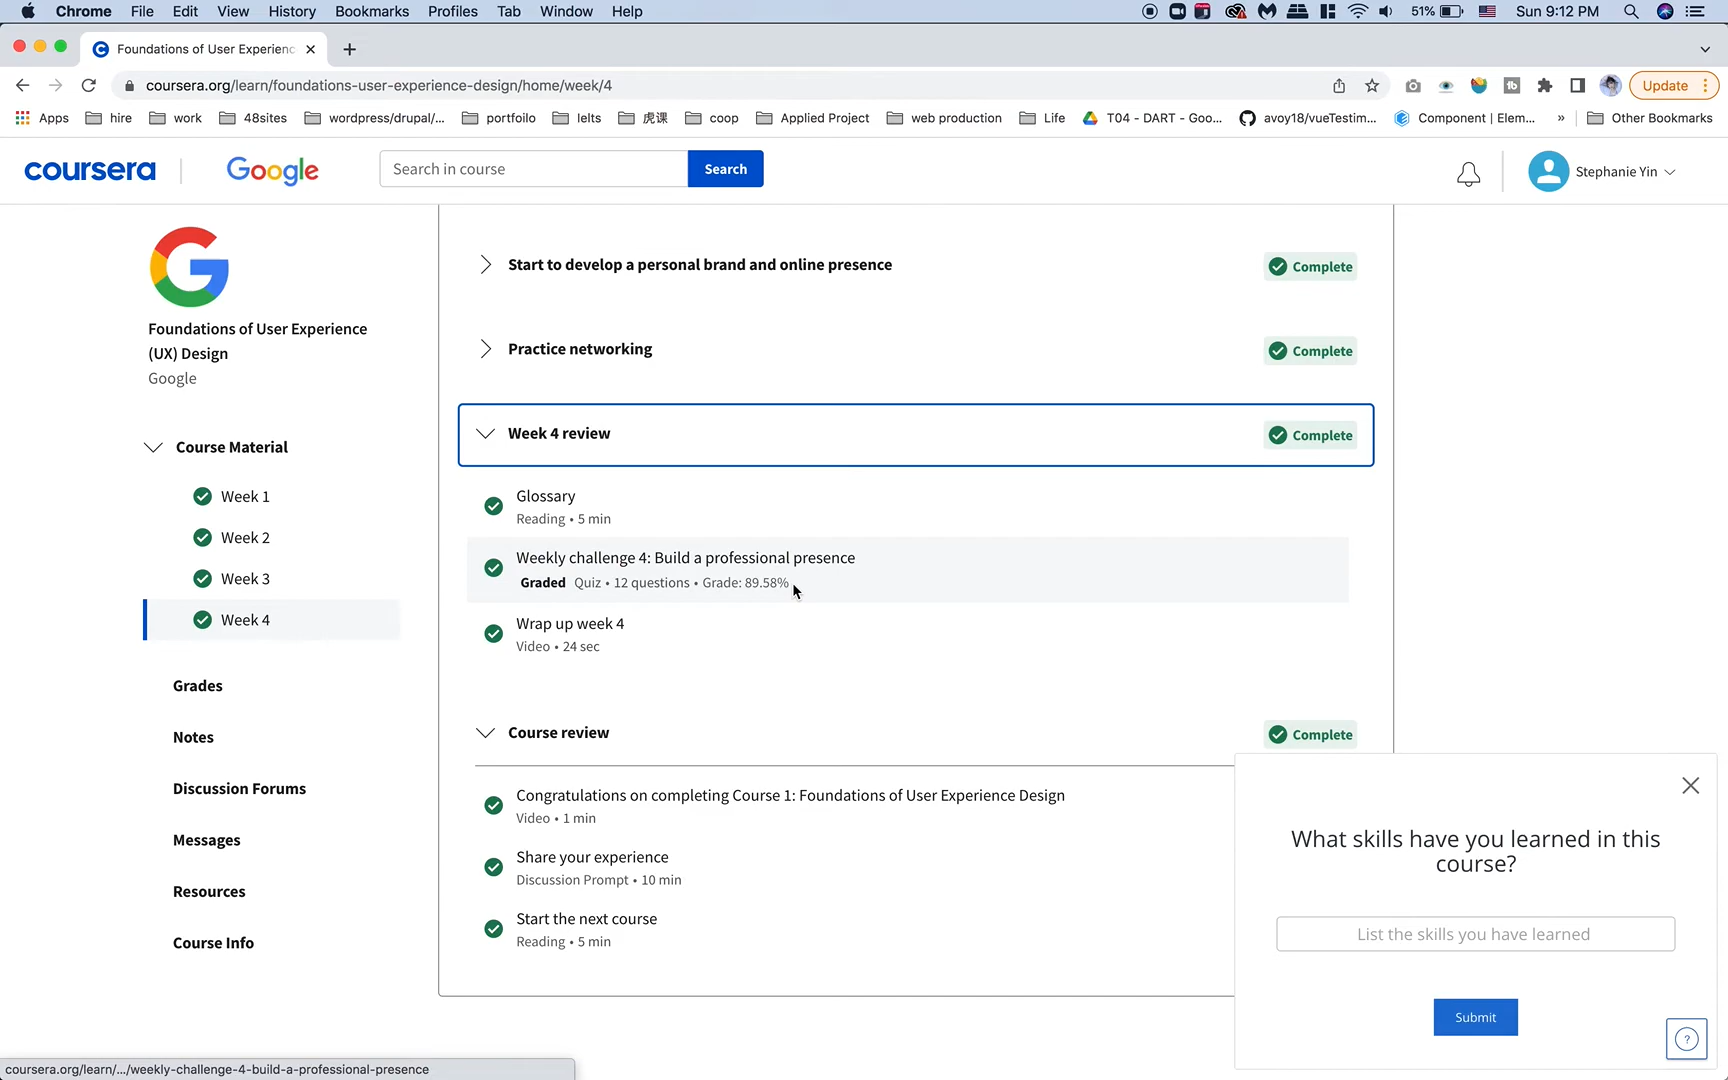 Chrome File Edit View History Bookmarks Profiles Tab Window Help 51% Sun 9:12 PM
Foundations of User Experienc
coursera.org/learn/foundations-user-experience-design/home/week/4 Update
Apps hire work 48sites wordpress/drupal/... portfoilo Ielts 虎课 coop Applied Project web production Life T04 - DART - Goo... avoy18/vueTestim... Component | Elem... » Other Bookmarks
coursera Google Search in course Search Stephanie Yin
Foundations of User Experience
(UX) Design
Google
Course Material
Week 1
Week 2
Week 3
Week 4
Grades
Notes
Discussion Forums
Messages
Resources
Course Info
Start to develop a personal brand and online presence Complete
Practice networking Complete
Week 4 review Complete
Glossary
Reading • 5 min
Weekly challenge 4: Build a professional presence
Graded Quiz • 12 questions • Grade: 89.58%
Wrap up week 4
Video • 24 sec
Course review Complete
Congratulations on completing Course 1: Foundations of User Experience Design
Video • 1 min
Share your experience
Discussion Prompt • 10 min
Start the next course
Reading • 5 min
What skills have you learned in this
course?
List the skills you have learned
Submit
?
coursera.org/learn/.../weekly-challenge-4-build-a-professional-presence